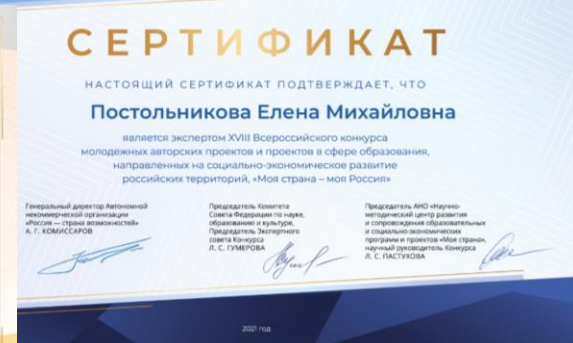 СЕРТИФИКАТ
НАСТОЯЩИЙ СЕРТИФИКАТ ПОДТВЕРЖДАЕТ, ЧТО
Постольникова Елена Михайловна
является экспертом XVIII Всероссийского конкурса
молодежных авторских проектов и проектов в сфере образования,
направленных на социально-экономическое развитие
российских территорий, «Моя страна – моя Россия»
Генеральный директор Автономной
некоммерческой организации
«Россия — страна возможностей»
А. Г. КОМИССАРОВ
Председатель Комитета
Совета Федерации по науке,
образованию и культуре,
Председатель Экспертного
совета Конкурса
Л. С. ГУМЕРОВА
Председатель АНО «Научно-
методический центр развития
и сопровождения образовательных
и социально-экономических
программ и проектов «Моя страна»,
научный руководитель Конкурса
Л. С. ПАСТУХОВА
2021 год